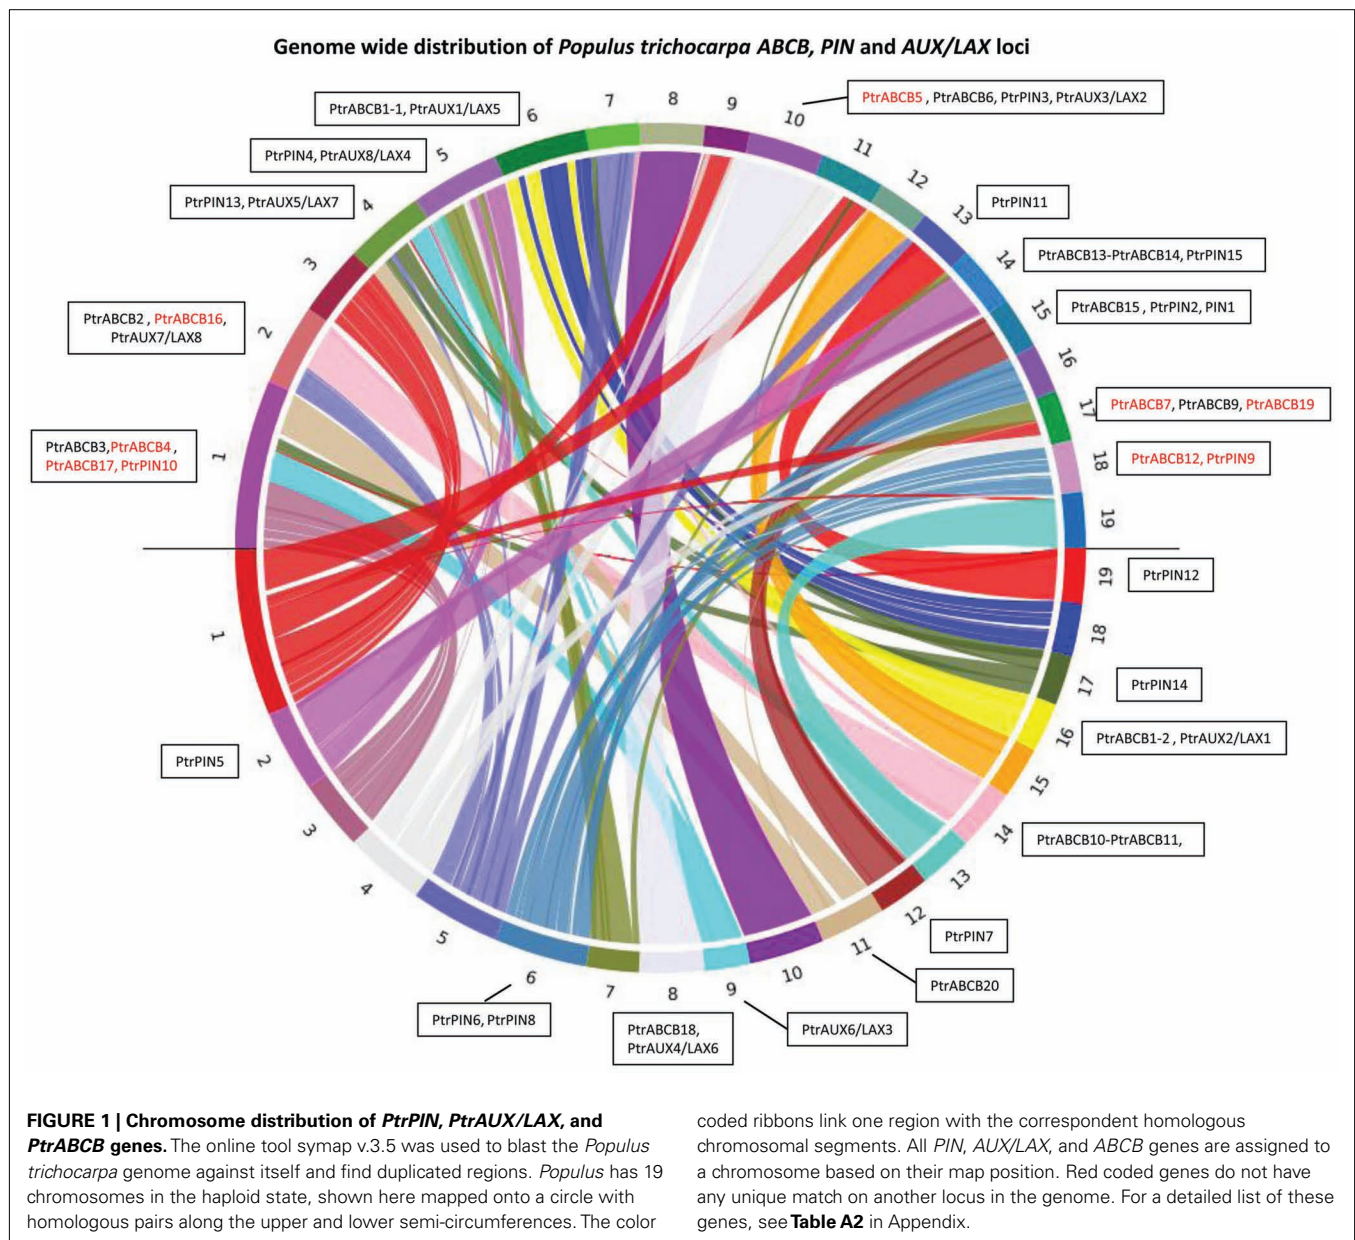 Genome wide distribution of Populus trichocarpa ABCB, PIN and AUX/LAX loci
PtrABCB1-1, PtrAUX1/LAX5
PtrPIN4, PtrAUX8/LAX4
PtrPIN13, PtrAUX5/LAX7
PtrABCB2 , PtrABCB16,
PtrAUX7/LAX8
PtrABCB3,PtrABCB4 ,
PtrABCB17, PtrPIN10
PtrPIN5
1
2
3
4
5
6
7
8
9
10
11
12
13
14
15
16
17
18
19
PtrABCB5 , PtrABCB6, PtrPIN3, PtrAUX3/LAX2
PtrPIN11
PtrABCB13-PtrABCB14, PtrPIN15
PtrABCB15 , PtrPIN2, PIN1
PtrABCB7, PtrABCB9, PtrABCB19
PtrABCB12, PtrPIN9
19
18
17
16
15
14
13
12
11
10
9
8
7
6
5
4
3
2
1
PtrPIN12
PtrPIN14
PtrABCB1-2 , PtrAUX2/LAX1
PtrABCB10-PtrABCB11,
PtrPIN7
PtrABCB20
PtrAUX6/LAX3
PtrABCB18,
PtrAUX4/LAX6
PtrPIN6, PtrPIN8
FIGURE 1 | Chromosome distribution of PtrPIN, PtrAUX/LAX, and
PtrABCB genes. The online tool symap v.3.5 was used to blast the Populus
trichocarpa genome against itself and find duplicated regions. Populus has 19
chromosomes in the haploid state, shown here mapped onto a circle with
homologous pairs along the upper and lower semi-circumferences. The color
coded ribbons link one region with the correspondent homologous
chromosomal segments. All PIN, AUX/LAX, and ABCB genes are assigned to
a chromosome based on their map position. Red coded genes do not have
any unique match on another locus in the genome. For a detailed list of these
genes, see Table A2 in Appendix.